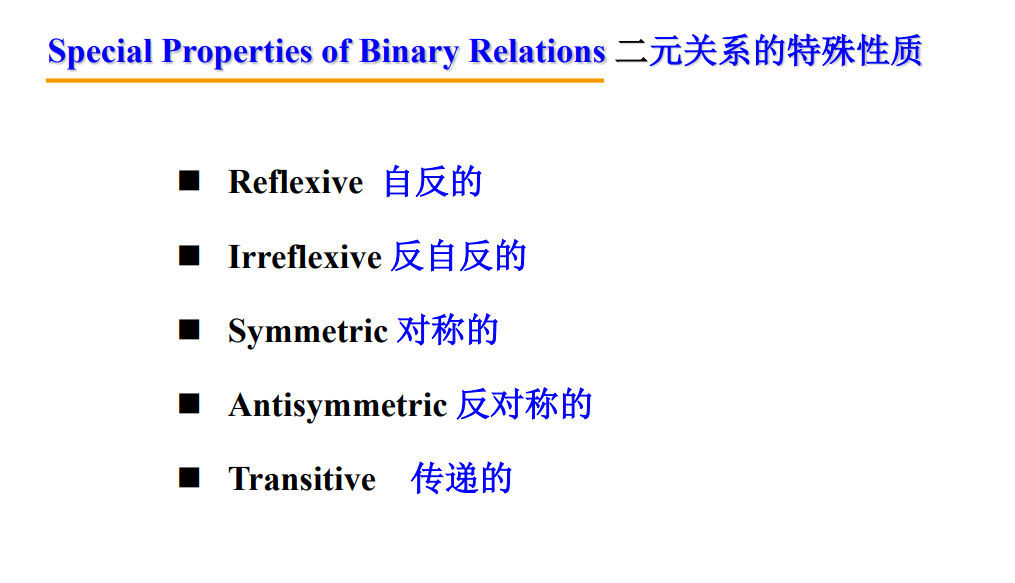 Special Properties of Binary Relations 二元关系的特殊性质
■ Reflexive 自反的
■ Irreflexive 反自反的
■ Symmetric 对称的
■ Antisymmetric 反对称的
■ Transitive 传递的